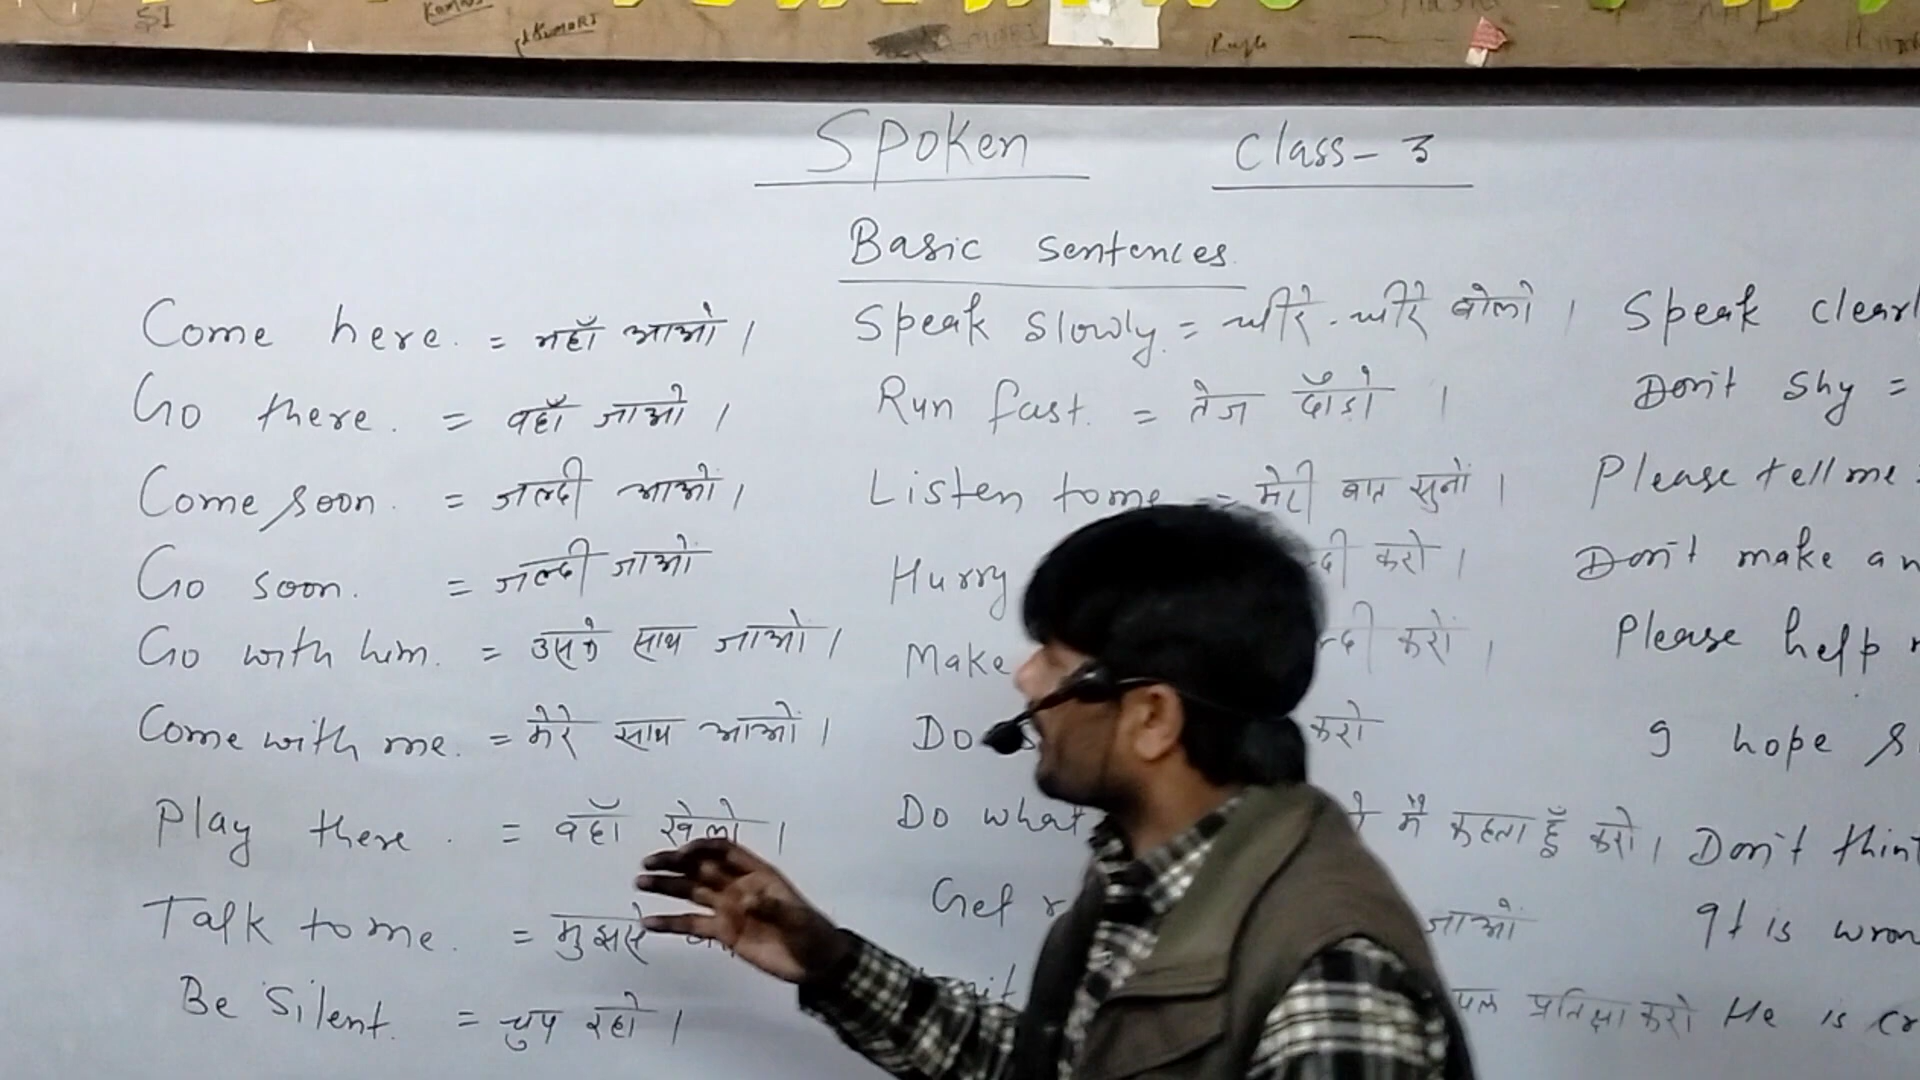 SI
KUMARI
Spoken Class-3
Basic Sentences
Come here. = यहाँ आओ।
Go there. = वहाँ जाओ।
Come soon. = जल्दी आओ।
Go soon. = जल्दी जाओ
Go with him. = उसके साथ जाओ।
Come with me. = मेरे साथ आओ।
Play there. = वहाँ खेलो।
Talk to me. = मुझसे
Be Silent. = चुप रहो।
Speak Slowly. = धीरे-धीरे बोलो।
Run fast. = तेज दौड़ो।
Listen to me = मेरी बात सुनों।
Hurry करो।
Make करो।
Do करो
Do what मैं कहता हूँ करो।
Get जाओ
पल प्रतिक्षा करो
Speak
Don't Shy =
Please tell me
Don't make
Please help
I hope
Don't
It is
He is